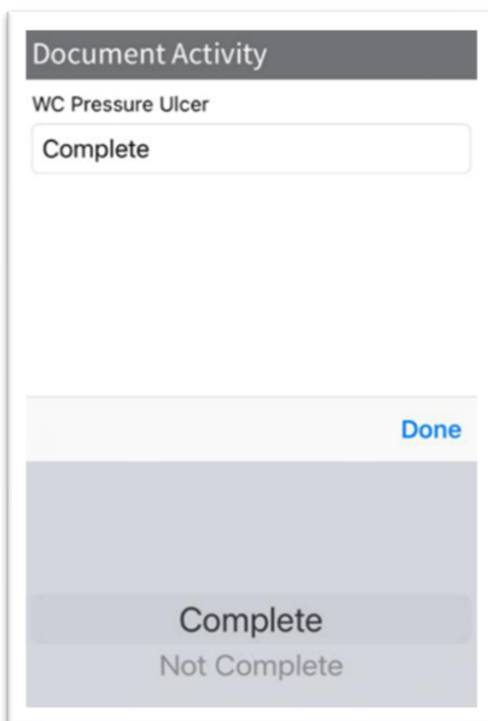 Document Activity
WC Pressure Ulcer
Complete
Done
Complete
Not Complete